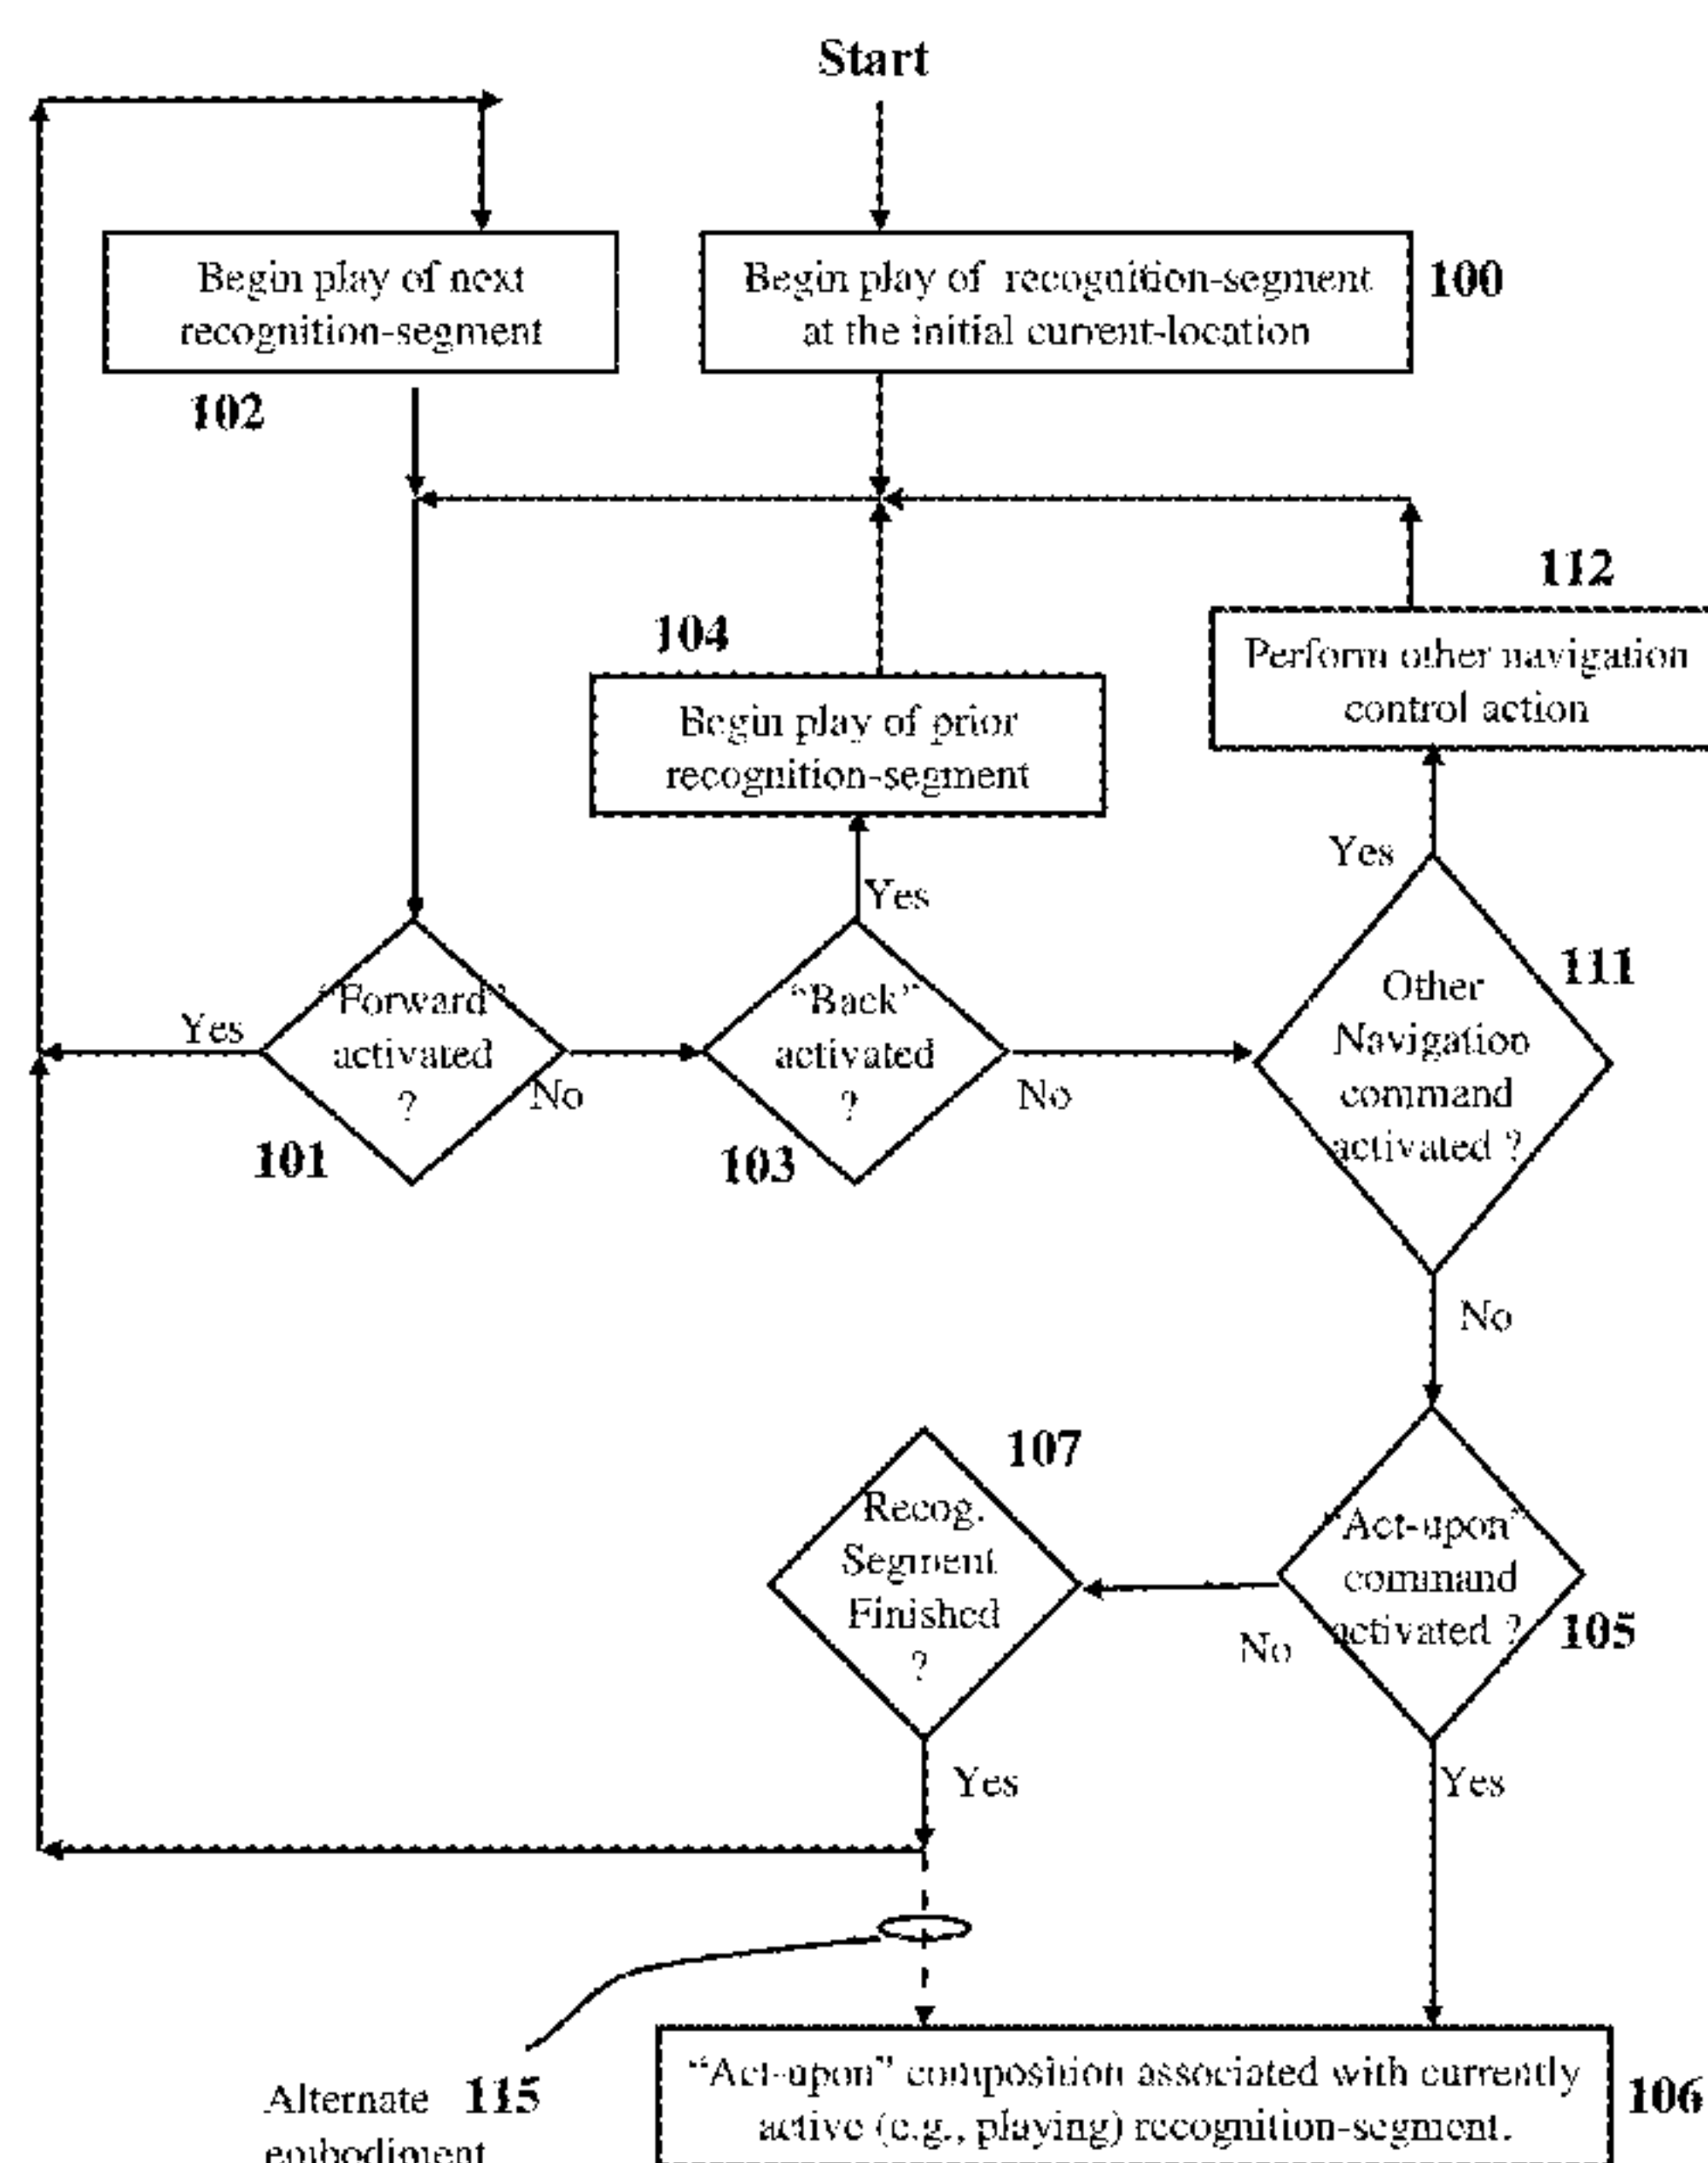 Start
Begin play of next
recognition-segment
102
Begin play of recognition-segment
at the initial current-location
100
112
Perform other navigation
control action
104
Begin play of prior
recognition-segment
Yes
Yes
"Forward"
activated
?
Yes
No
101
"Back"
activated
?
No
103
Other
Navigation
command
activated ?
111
No
107
Recog.
Segment
Finished
?
"Act-upon"
command
activated ?
105
No
Yes
Yes
Alternate 115
embodiment
"Act-upon" composition associated with currently
active (e.g., playing) recognition-segment.
106